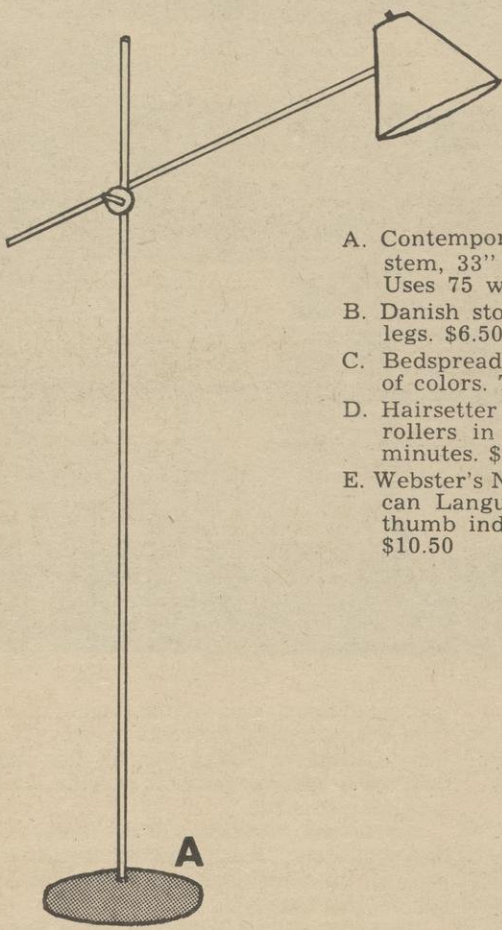 A. Contempor
stem, 33"
Uses 75 w
B. Danish sto
legs. $6.50
C. Bedspread
of colors.
D. Hairsetter
rollers in
minutes. $
E. Webster's N
can Langu
thumb ind
$10.50
A